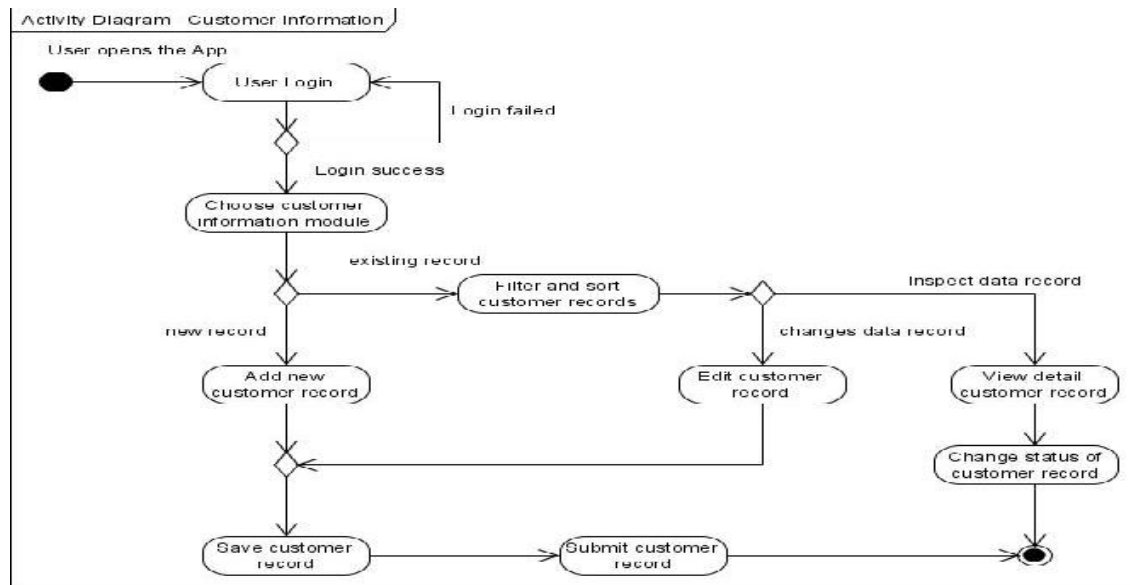 Activity Diagram - Customer Information
User opens the App
User Login
Login failed
Login success
Choose customer
information module
existing record
Filter and sort
customer records
Inspect data record
new record
changes data record
Add new
customer record
Edit customer
record
View detail
customer record
Change status of
customer record
Save customer
record
Submit customer
record